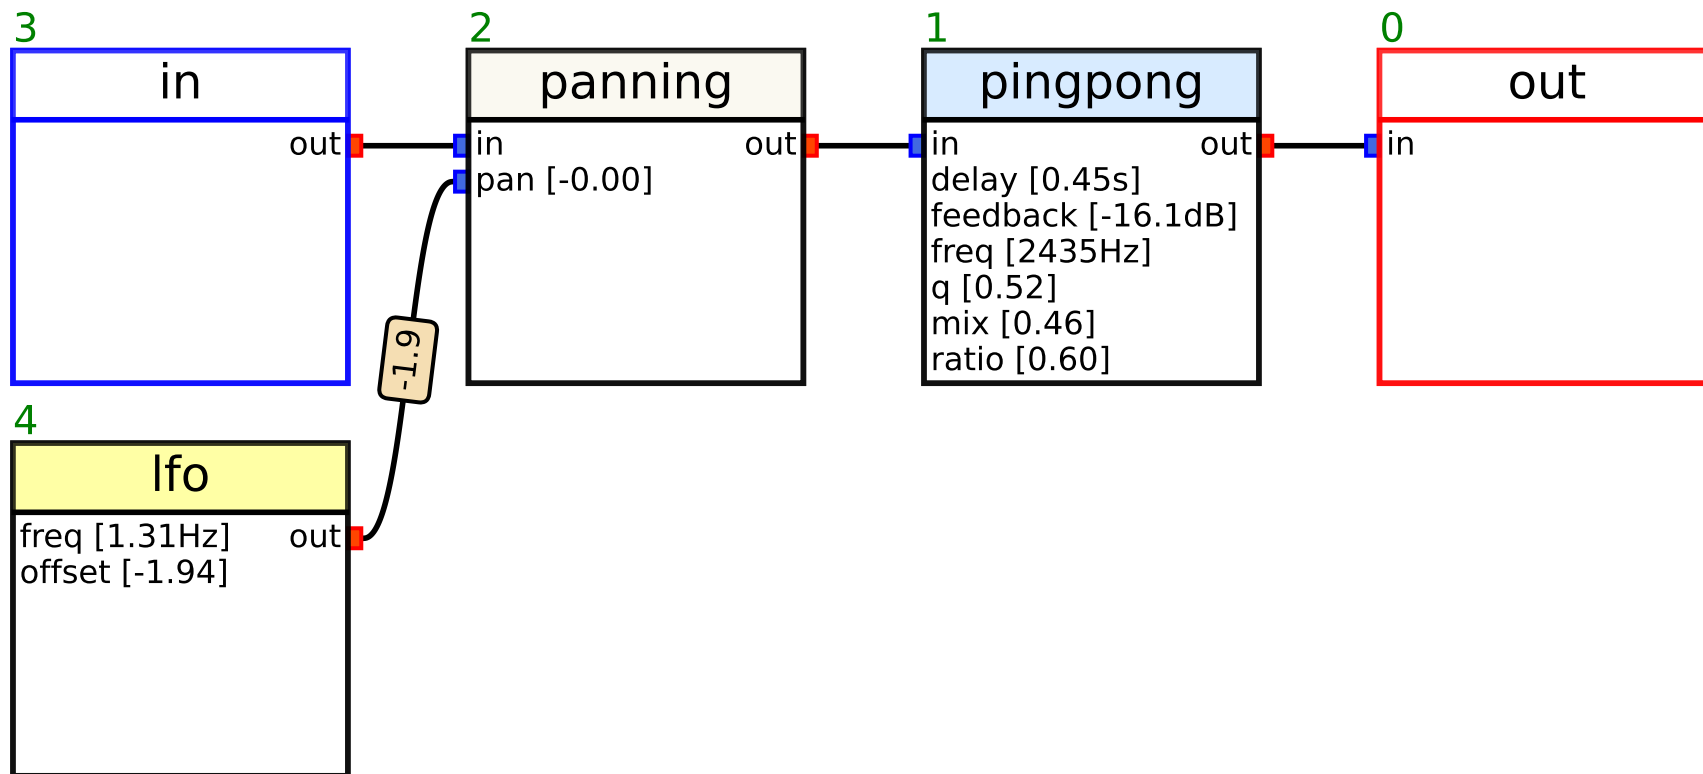 3
in
out
2
panning
in
out
pan [-0.00]
1
pingpong
in
out
delay [0.45s]
feedback [-16.1dB]
freq [2435Hz]
q [0.52]
mix [0.46]
ratio [0.60]
0
out
in
-1.9
4
lfo
freq [1.31Hz]
out
offset [-1.94]